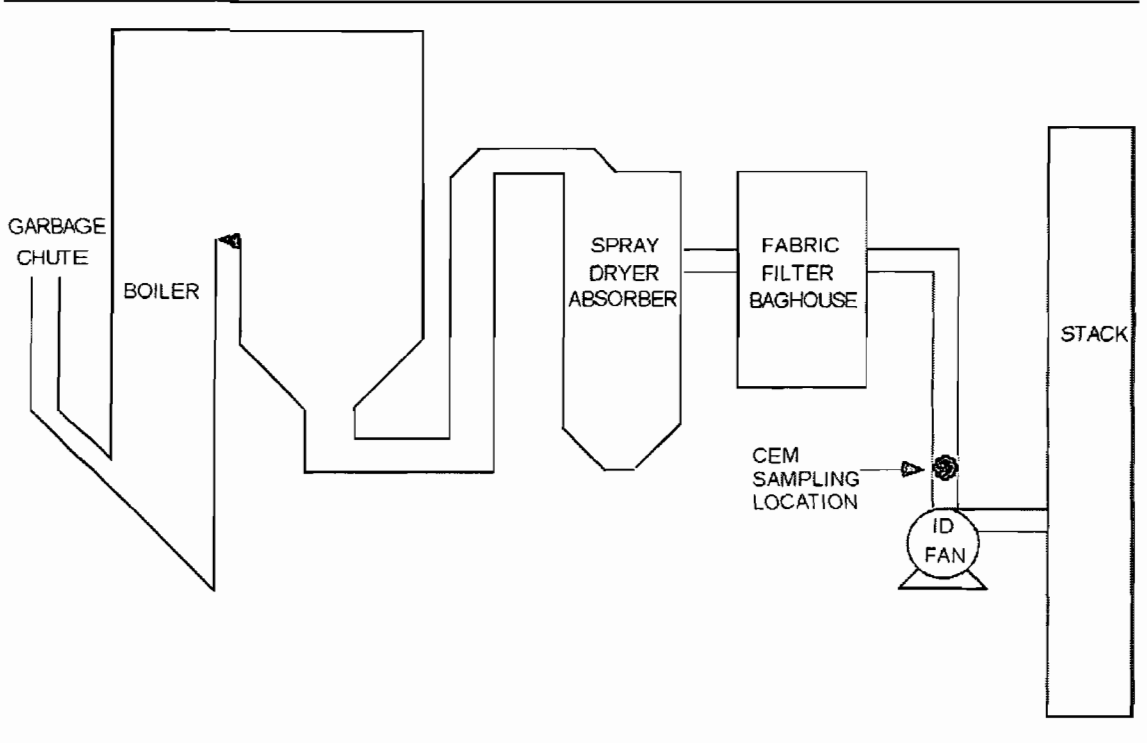 GARBAGE
CHUTE
BOILER
SPRAY
DRYER
ABSORBER
FABRIC
FILTER
BAGHOUSE
STACK
CEM
SAMPLING
LOCATION
ID
FAN